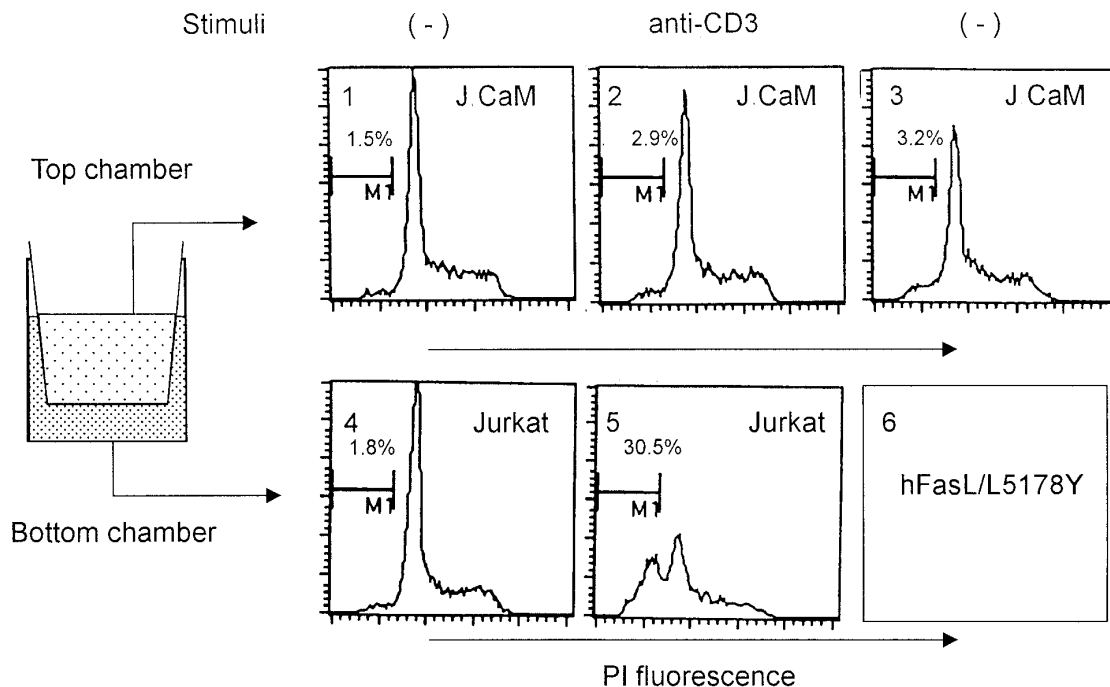 Stimuli ( - ) anti-CD3 ( - )
1 J.CaM 2 J.CaM 3 J.CaM
1.5% 2.9% 3.2%
M1 M1 M1
Top chamber
4 Jurkat 5 Jurkat 6
1.8% 30.5%
hFasL/L5178Y
M1 M1
Bottom chamber
PI fluorescence